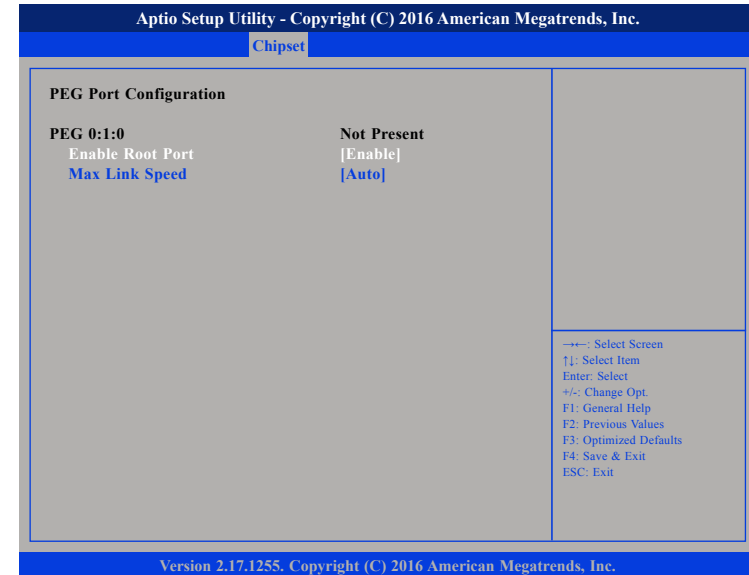 Aptio Setup Utility - Copyright (C) 2016 American Megatrends, Inc.
Chipset
PEG Port Configuration
PEG 0:1:0 Not Present
Enable Root Port [Enable]
Max Link Speed [Auto]
→←: Select Screen
↑↓: Select Item
Enter: Select
+/-: Change Opt.
F1: General Help
F2: Previous Values
F3: Optimized Defaults
F4: Save & Exit
ESC: Exit
Version 2.17.1255. Copyright (C) 2016 American Megatrends, Inc.